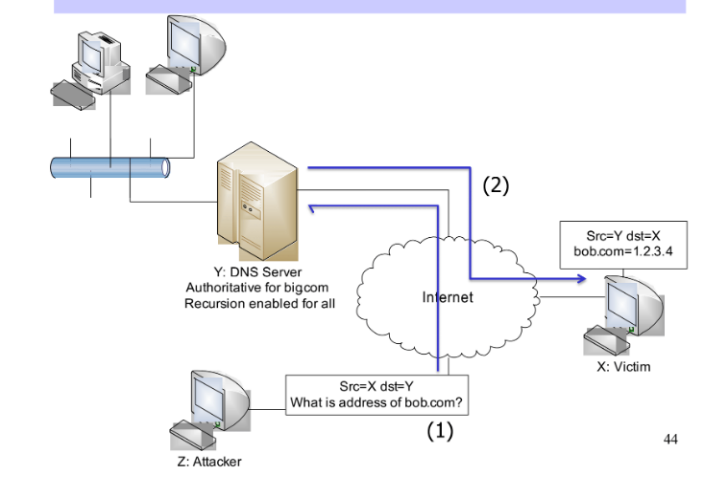 (2)
Src=Y dst=X
bob.com=1.2.3.4
Y: DNS Server
Authoritative for bigcom
Recursion enabled for all
Internet
X: Victim
Src=X dst=Y
What is address of bob.com?
(1)
44
Z: Attacker